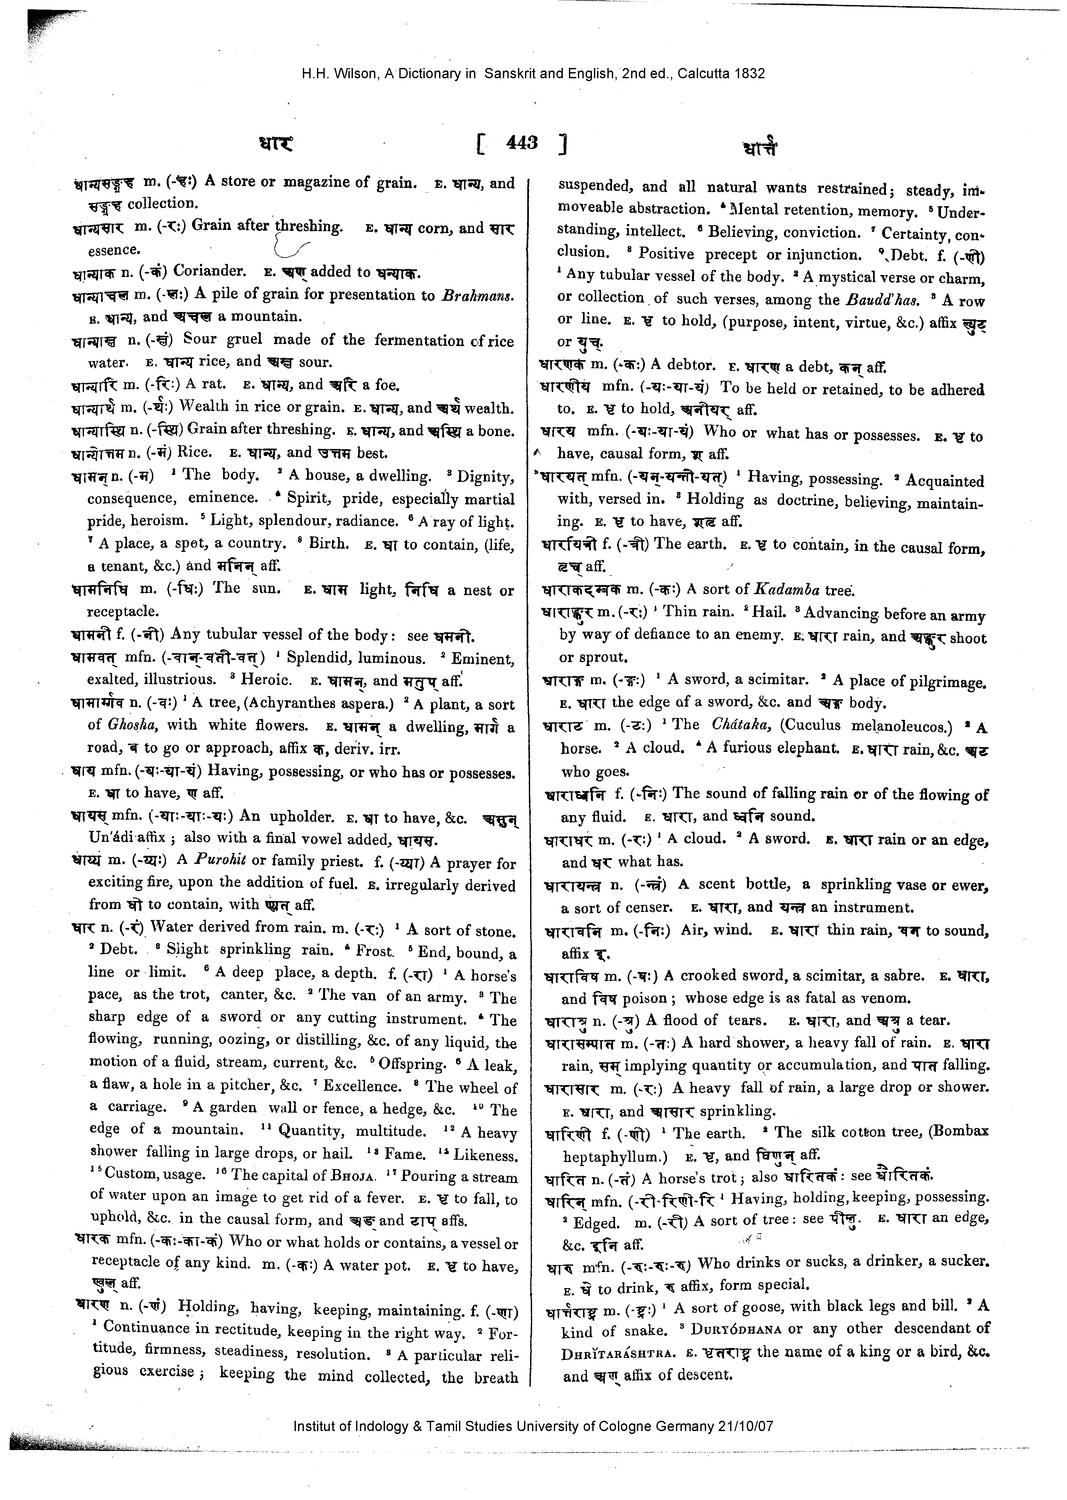 H.H. Wilson, A Dictionary in Sanskrit and English, 2nd ed., Calcutta 1832
धार [ 443 ] धार्त्त
धान्यसङ्ग्रह m. (-हः) A store or magazine of grain. E. धान्य, and
सङ्ग्रह collection.
धान्यसार m. (-रः) Grain after threshing. E. धान्य corn, and सार
essence.
धान्याक n. (-कं) Coriander. E. अण् added to धन्याक.
धान्याचल m. (-लः) A pile of grain for presentation to Brahmans.
E. धान्य, and अचल a mountain.
धान्याम्ल n. (-म्लं) Sour gruel made of the fermentation of rice
water. E. धान्य rice, and अम्ल sour.
धान्यारि m. (-रिः) A rat. E. धान्य, and अरि a foe.
धान्यार्थ m. (-र्थः) Wealth in rice or grain. E. धान्य, and अर्थ wealth.
धान्यास्थि n. (-स्थि) Grain after threshing. E. धान्य, and अस्थि a bone.
धान्योत्तम n. (-मं) Rice. E. धान्य, and उत्तम best.
धामन् n. (-म) ¹ The body. ² A house, a dwelling. ³ Dignity,
consequence, eminence. ⁴ Spirit, pride, especially martial
pride, heroism. ⁵ Light, splendour, radiance. ⁶ A ray of light.
⁷ A place, a spot, a country. ⁸ Birth. E. धा to contain, (life,
a tenant, &c.) and मनिन् aff.
धामनिधि m. (-धिः) The sun. E. धाम light, निधि a nest or
receptacle.
धामनी f. (-नी) Any tubular vessel of the body: see धमनी.
धामवत् mfn. (-वान्-वती-वत्) ¹ Splendid, luminous. ² Eminent,
exalted, illustrious. ³ Heroic. E. धामन्, and मतुप् aff.
धामार्गव n. (-वः) ¹ A tree, (Achyranthes aspera.) ² A plant, a sort
of Ghosha, with white flowers. E. धामन् a dwelling, मार्ग a
road, व to go or approach, affix क, deriv. irr.
धाय mfn. (-यः-या-यं) Having, possessing, or who has or possesses.
E. धा to have, ण aff.
धायस् mfn. (-याः-याः-यः) An upholder. E. धा to have, &c. असुन्
Un'ádi affix; also with a final vowel added, धायस.
धाय्य m. (-य्यः) A Purohit or family priest. f. (-य्या) A prayer for
exciting fire, upon the addition of fuel. E. irregularly derived
from धा to contain, with ण्यत् aff.
धार n. (-रं) Water derived from rain. m. (-रः) ¹ A sort of stone.
² Debt. ³ Slight sprinkling rain. ⁴ Frost. ⁵ End, bound, a
line or limit. ⁶ A deep place, a depth. f. (-रा) ¹ A horse's
pace, as the trot, canter, &c. ² The van of an army. ³ The
sharp edge of a sword or any cutting instrument. ⁴ The
flowing, running, oozing, or distilling, &c. of any liquid, the
motion of a fluid, stream, current, &c. ⁵ Offspring. ⁶ A leak,
a flaw, a hole in a pitcher, &c. ⁷ Excellence. ⁸ The wheel of
a carriage. ⁹ A garden wall or fence, a hedge, &c. ¹⁰ The
edge of a mountain. ¹¹ Quantity, multitude. ¹² A heavy
shower falling in large drops, or hail. ¹³ Fame. ¹⁴ Likeness.
¹⁵ Custom, usage. ¹⁶ The capital of BHOJA. ¹⁷ Pouring a stream
of water upon an image to get rid of a fever. E. धृ to fall, to
uphold, &c. in the causal form, and अङ् and टाप् affs.
धारक mfn. (-कः-का-कं) Who or what holds or contains, a vessel or
receptacle of any kind. m. (-कः) A water pot. E. धृ to have,
ण्वुल् aff.
धारण n. (-णं) Holding, having, keeping, maintaining. f. (-णा)
¹ Continuance in rectitude, keeping in the right way. ² For-
titude, firmness, steadiness, resolution. ³ A particular reli-
gious exercise; keeping the mind collected, the breath
suspended, and all natural wants restrained; steady, im-
moveable abstraction. ⁴ Mental retention, memory. ⁵ Under-
standing, intellect. ⁶ Believing, conviction. ⁷ Certainty, con-
clusion. ⁸ Positive precept or injunction. ⁹ Debt. f. (-णी)
¹ Any tubular vessel of the body. ² A mystical verse or charm,
or collection of such verses, among the Baudd'has. ³ A row
or line. E. धृ to hold, (purpose, intent, virtue, &c.) affix ल्युट्
or युच्.
धारणक m. (-कः) A debtor. E. धारण a debt, कन् aff.
धारणीय mfn. (-यः-या-यं) To be held or retained, to be adhered
to. E. धृ to hold, अनीयर् aff.
धारय mfn. (-यः-या-यं) Who or what has or possesses. E. धृ to
have, causal form, श aff.
धारयत् mfn. (-यन्-यन्ती-यत्) ¹ Having, possessing. ² Acquainted
with, versed in. ³ Holding as doctrine, believing, maintain-
ing. E. धृ to have, शतृ aff.
धारयित्री f. (-त्री) The earth. E. धृ to contain, in the causal form,
तृच् aff.
धाराकदम्बक m. (-कः) A sort of Kadamba tree.
धाराङ्कुर m. (-रः) ¹ Thin rain. ² Hail. ³ Advancing before an army
by way of defiance to an enemy. E. धारा rain, and अङ्कुर shoot
or sprout.
धाराङ्ग m. (-ङ्गः) ¹ A sword, a scimitar. ² A place of pilgrimage.
E. धारा the edge of a sword, &c. and अङ्ग body.
धाराट m. (-टः) ¹ The Chátaka, (Cuculus melanoleucos.) ² A
horse. ² A cloud. ⁴ A furious elephant. E. धारा rain, &c. अट
who goes.
धाराध्वनि f. (-निः) The sound of falling rain or of the flowing of
any fluid. E. धारा, and ध्वनि sound.
धाराधर m. (-रः) ¹ A cloud. ² A sword. E. धारा rain or an edge,
and धर what has.
धारायन्त्र n. (-न्त्रं) A scent bottle, a sprinkling vase or ewer,
a sort of censer. E. धारा, and यन्त्र an instrument.
धारावनि m. (-निः) Air, wind. E. धारा thin rain, वन to sound,
affix इ.
धाराविष m. (-षः) A crooked sword, a scimitar, a sabre. E. धारा,
and विष poison; whose edge is as fatal as venom.
धाराश्रु n. (-श्रु) A flood of tears. E. धारा, and अश्रु a tear.
धारासम्पात m. (-तः) A hard shower, a heavy fall of rain. E. धारा
rain, सम् implying quantity or accumulation, and पात falling.
धारासार m. (-रः) A heavy fall of rain, a large drop or shower.
E. धारा, and आसार sprinkling.
धारिणी f. (-णी) ¹ The earth. ² The silk cotton tree, (Bombax
heptaphyllum.) E. धृ, and घिणुन् aff.
धारित n. (-तं) A horse's trot; also धारितकं: see धौरितकं.
धारिन् mfn. (-री-रिणी-रि ¹ Having, holding, keeping, possessing.
² Edged. m. (-री) A sort of tree: see पीलु. E. धारा an edge,
&c. इनि aff.
धारु mfn. (-रुः-रुः-रु) Who drinks or sucks, a drinker, a sucker.
E. धे to drink, रु affix, form special.
धार्त्तराष्ट्र m. (-ष्ट्रः) ¹ A sort of goose, with black legs and bill. ² A
kind of snake. ³ DURYÓDHANA or any other descendant of
DHRĬTARÁSHTRA. E. धृतराष्ट्र the name of a king or a bird, &c.
and अण् affix of descent.
Institut of Indology & Tamil Studies University of Cologne Germany 21/10/07